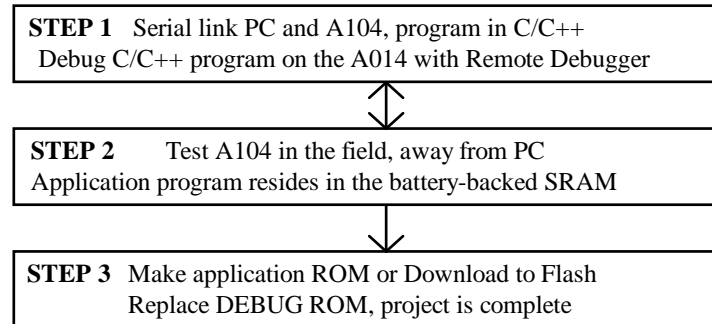 STEP 1 Serial link PC and A104, program in C/C++
Debug C/C++ program on the A014 with Remote Debugger
STEP 2 Test A104 in the field, away from PC
Application program resides in the battery-backed SRAM
STEP 3 Make application ROM or Download to Flash
Replace DEBUG ROM, project is complete